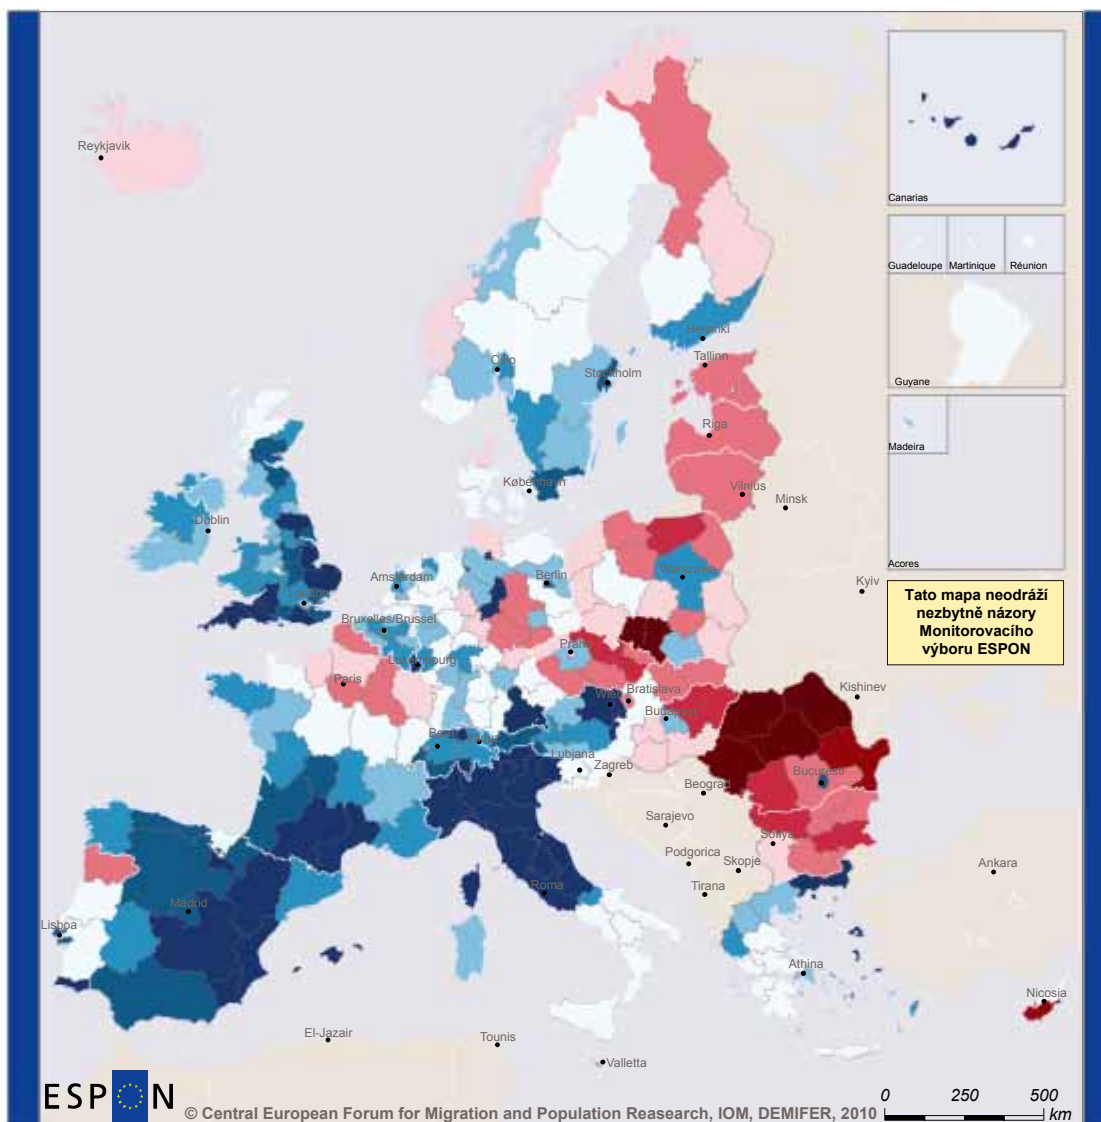 Reykjavik
Canarias
Guadeloupe
Martinique
Réunion
Guyane
Madeira
Acores
Tato mapa neodráží
nezbytně názory
Monitorovacího
výboru ESPON
Helsinki
Oslo
Tallinn
Stockholm
Riga
København
Vilnius
Minsk
Dublin
Amsterdam
Berlin
Warszawa
Kyiv
London
Bruxelles/Brussel
Praha
Luxembourg
Paris
Wien
Bratislava
Kishinev
Budapest
Bern
Lubjana
Zagreb
Bucuresti
Beograd
Sarajevo
Sofiya
Podgorica
Skopje
Ankara
Tirana
Roma
Madrid
Lisboa
Athina
Nicosia
El-Jazair
Tounis
Valletta
ESPON
© Central European Forum for Migration and Population Reasearch, IOM, DEMIFER, 2010
0 250 500
km